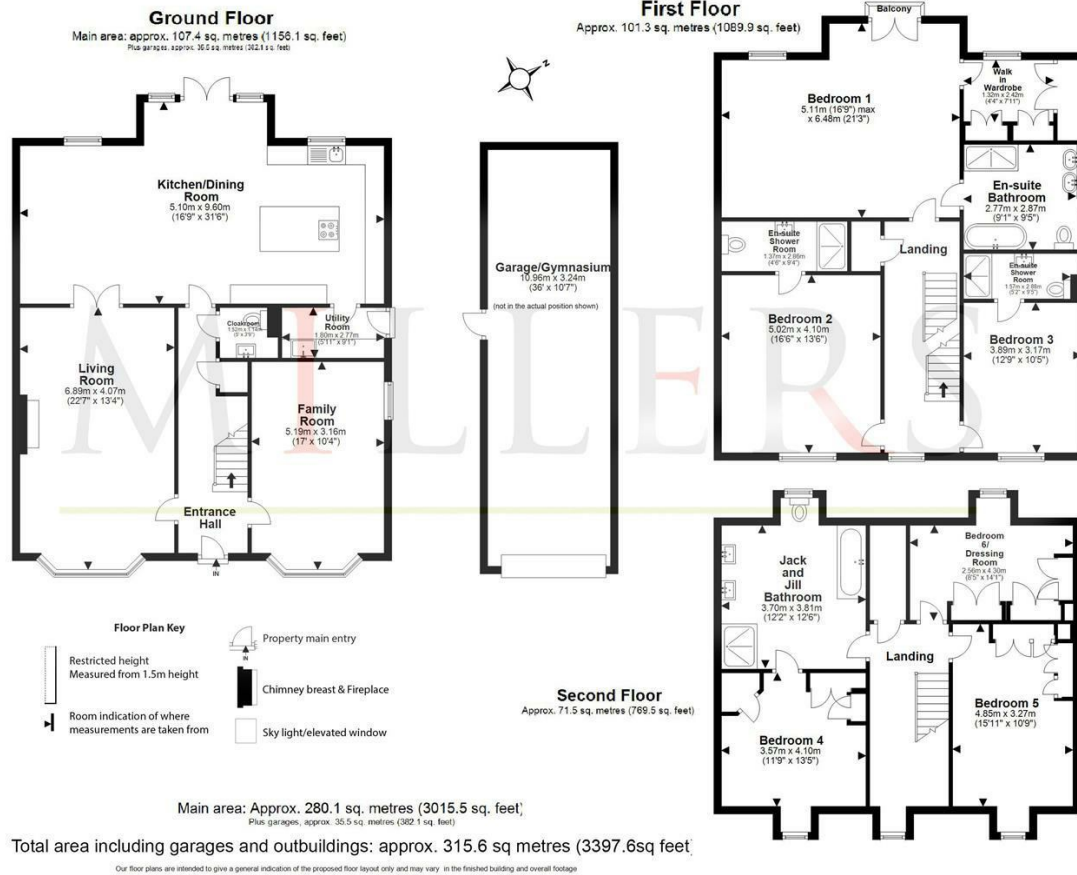 Ground Floor
Main area: approx. 107.4 sq. metres (1156.1 sq. feet)
Plus garages, approx. 35.5 sq. metres (382.1 sq. feet)
N
Kitchen/Dining
Room
5.10m x 9.60m
(16'9" x 31'6")
Cloakroom
Utility
Room
1.80m x 2.77m
(5'11" x 9'1")
Living
Room
6.89m x 4.07m
(22'7" x 13'4")
Family
Room
5.19m x 3.16m
(17' x 10'4")
Entrance
Hall
IN
Garage/Gymnasium
10.96m x 3.24m
(36' x 10'7")
(not in the actual position shown)
First Floor
Approx. 101.3 sq. metres (1089.9 sq. feet)
Balcony
Bedroom 1
5.11m (16'9") max
x 6.48m (21'3")
Walk
in
Wardrobe
1.32m x 2.42m
(4'4" x 7'11")
En-suite
Bathroom
2.77m x 2.87m
(9'1" x 9'5")
En-suite
Shower
Room
1.37m x 2.86m
(4'6" x 9'4")
Landing
En-suite
Shower
Room
1.57m x 2.86m
(5'2" x 9'5")
Bedroom 2
5.02m x 4.10m
(16'6" x 13'6")
Bedroom 3
3.89m x 3.17m
(12'9" x 10'5")
MILLERS
Second Floor
Approx. 71.5 sq. metres (769.5 sq. feet)
Jack
and
Jill
Bathroom
3.70m x 3.81m
(12'2" x 12'6")
Bedroom
6/
Dressing
Room
2.56m x 4.30m
(8'5" x 14'1")
Landing
Bedroom 4
3.57m x 4.10m
(11'9" x 13'5")
Bedroom 5
4.85m x 3.27m
(15'11" x 10'9")
Floor Plan Key
Restricted height
Measured from 1.5m height
Room indication of where
measurements are taken from
Property main entry
IN
Chimney breast & Fireplace
Sky light/elevated window
Main area: Approx. 280.1 sq. metres (3015.5 sq. feet)
Plus garages, approx. 35.5 sq. metres (382.1 sq. feet)
Total area including garages and outbuildings: approx. 315.6 sq metres (3397.6sq feet)
Our floor plans are intended to give a general indication of the proposed floor layout only and may vary in the finished building and overall footage